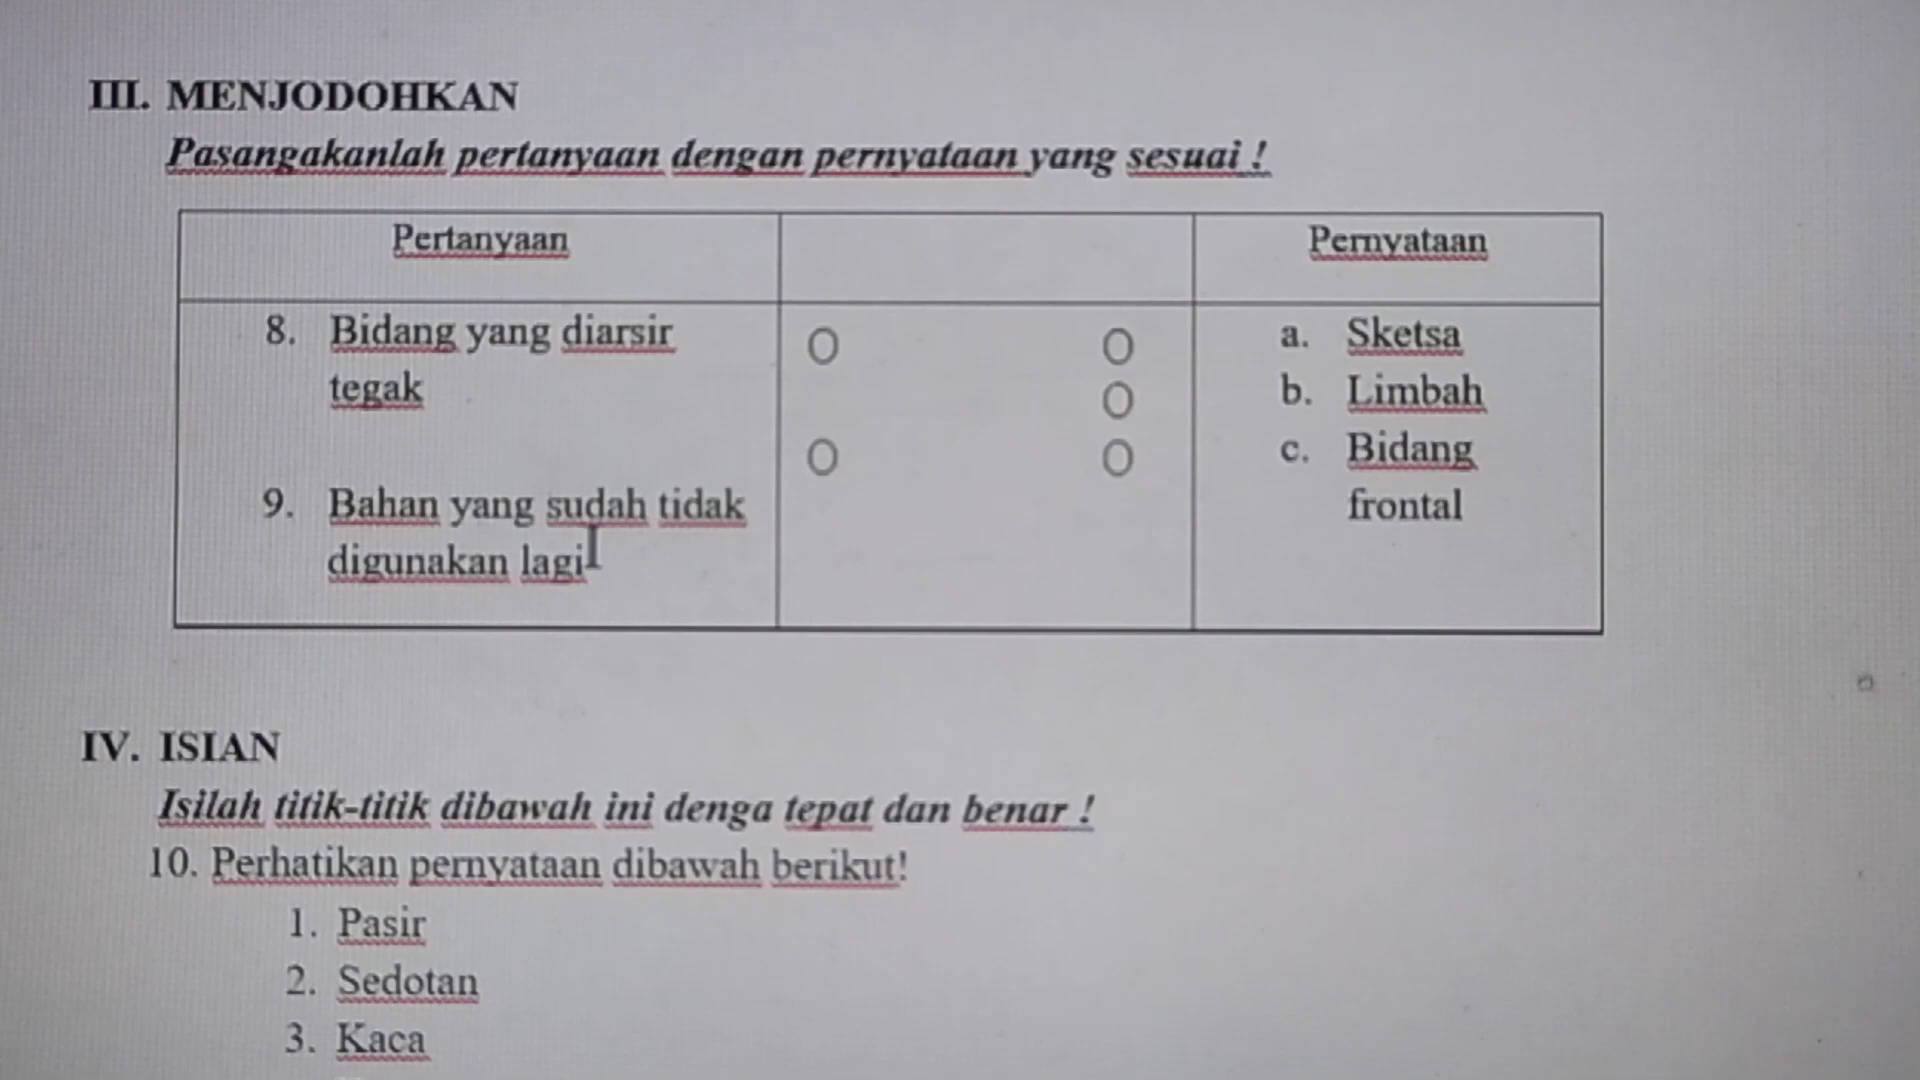 III. MENJODOHKAN
Pasangakanlah pertanyaan dengan pernyataan yang sesuai !
Pertanyaan
Pernyataan
8. Bidang yang diarsir
tegak
9. Bahan yang sudah tidak
digunakan lagi
O
O
O
O
O
a. Sketsa
b. Limbah
c. Bidang
frontal
IV. ISIAN
Isilah titik-titik dibawah ini denga tepat dan benar !
10. Perhatikan pernyataan dibawah berikut!
1. Pasir
2. Sedotan
3. Kaca